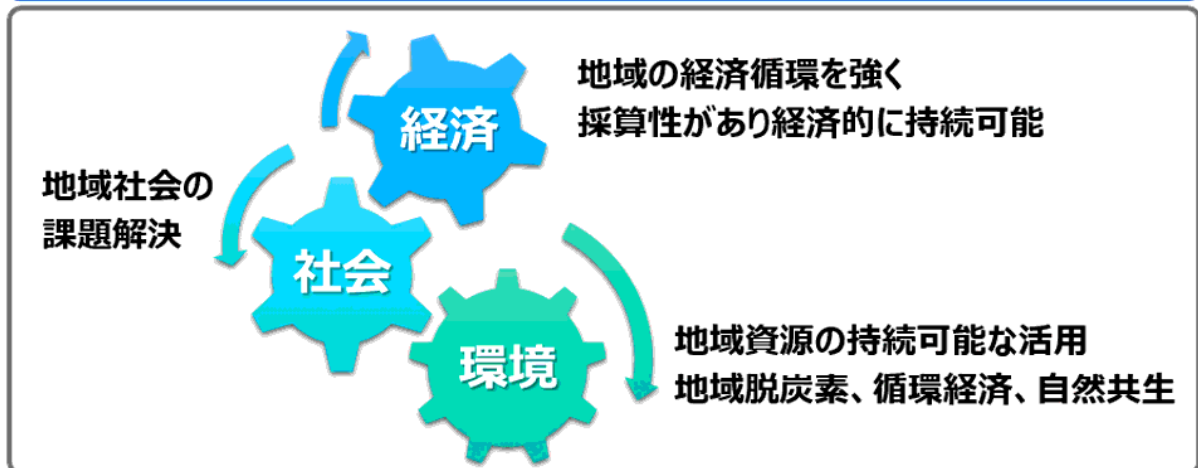 経済
地域の経済循環を強く
採算性があり経済的に持続可能
地域社会の
課題解決
社会
環境
地域資源の持続可能な活用
地域脱炭素、循環経済、自然共生